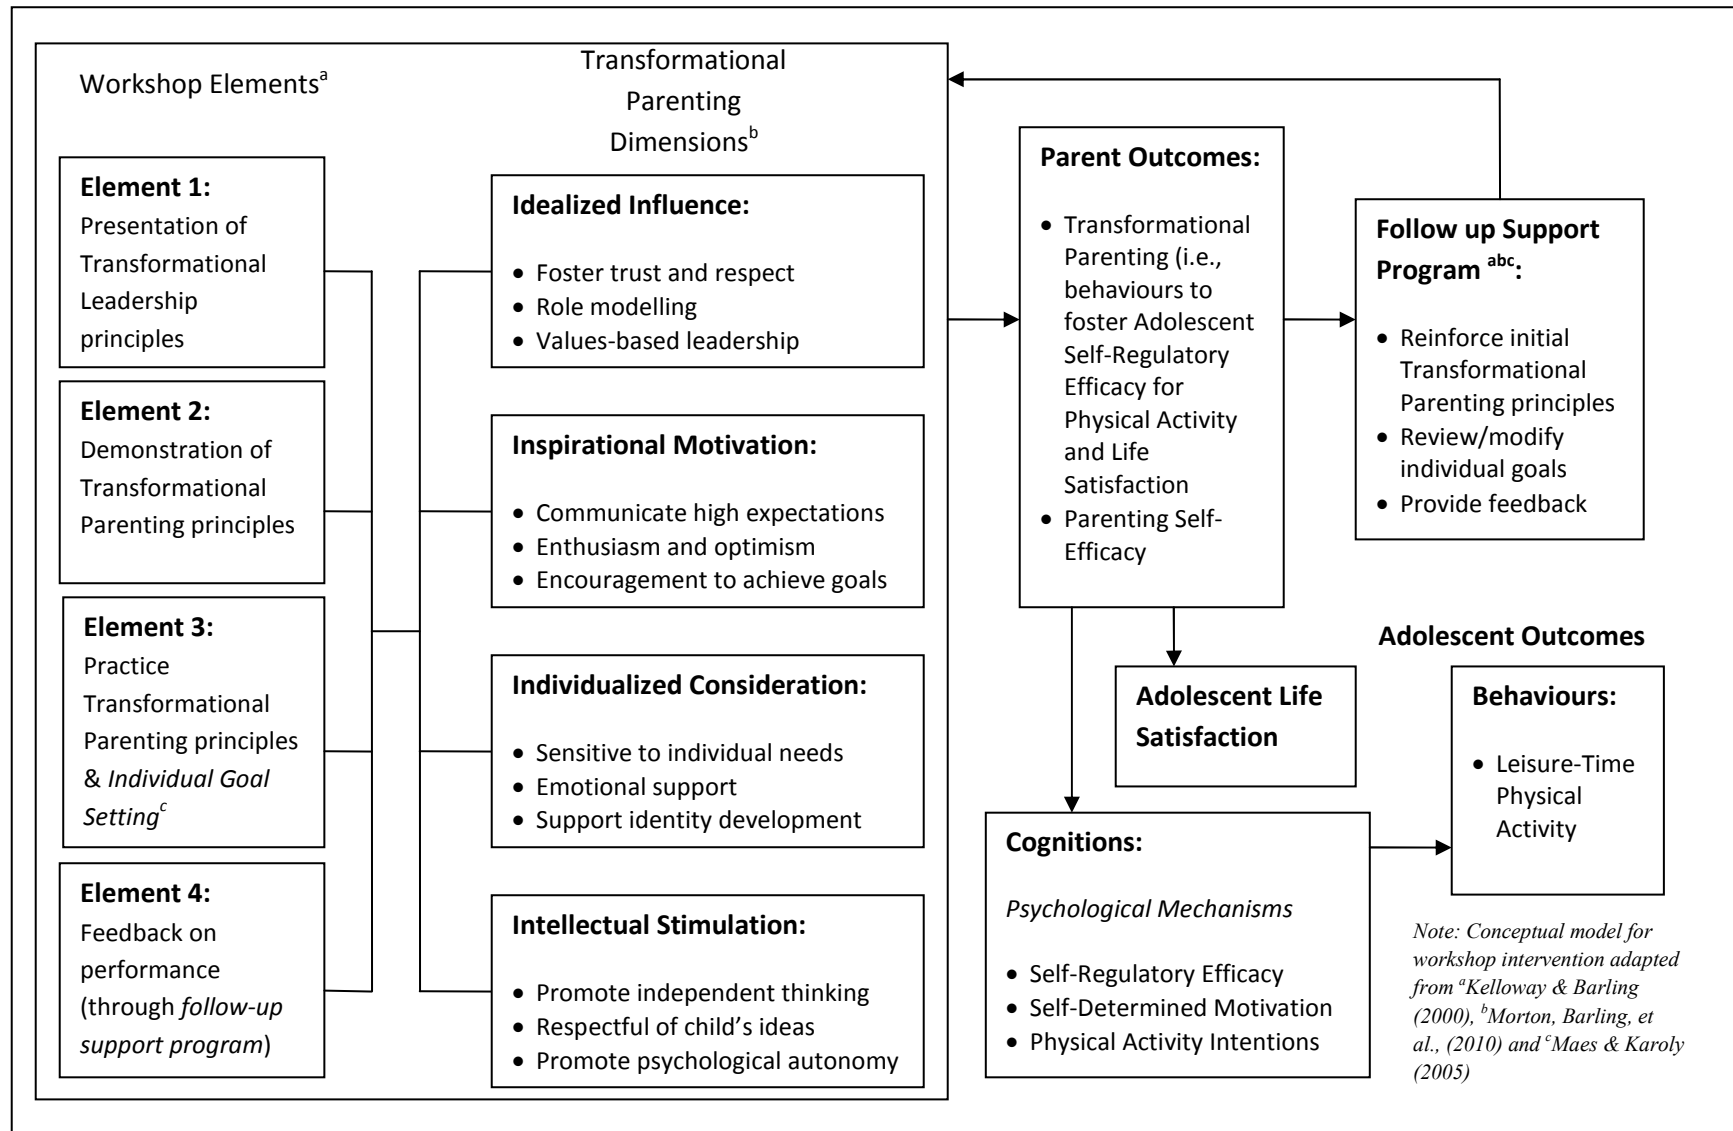 Workshop Elementsa
Transformational
Parenting
Dimensionsb
Element 1:
Presentation of
Transformational
Leadership
principles
Element 2:
Demonstration of
Transformational
Parenting principles
Element 3:
Practice
Transformational
Parenting principles
& Individual Goal
Settingc
Element 4:
Feedback on
performance
(through follow-up
support program)
Idealized Influence:
• Foster trust and respect
• Role modelling
• Values-based leadership
Inspirational Motivation:
• Communicate high expectations
• Enthusiasm and optimism
• Encouragement to achieve goals
Individualized Consideration:
• Sensitive to individual needs
• Emotional support
• Support identity development
Intellectual Stimulation:
• Promote independent thinking
• Respectful of child’s ideas
• Promote psychological autonomy
Parent Outcomes:
• Transformational
Parenting (i.e.,
behaviours to
foster Adolescent
Self-Regulatory
Efficacy for
Physical Activity
and Life
Satisfaction
• Parenting Self-
Efficacy
Follow up Support
Program abc:
• Reinforce initial
Transformational
Parenting principles
• Review/modify
individual goals
• Provide feedback
Adolescent Outcomes
Adolescent Life
Satisfaction
Behaviours:
• Leisure-Time
Physical
Activity
Cognitions:
Psychological Mechanisms
• Self-Regulatory Efficacy
• Self-Determined Motivation
• Physical Activity Intentions
Note: Conceptual model for
workshop intervention adapted
from aKelloway & Barling
(2000), bMorton, Barling, et
al., (2010) and cMaes & Karoly
(2005)